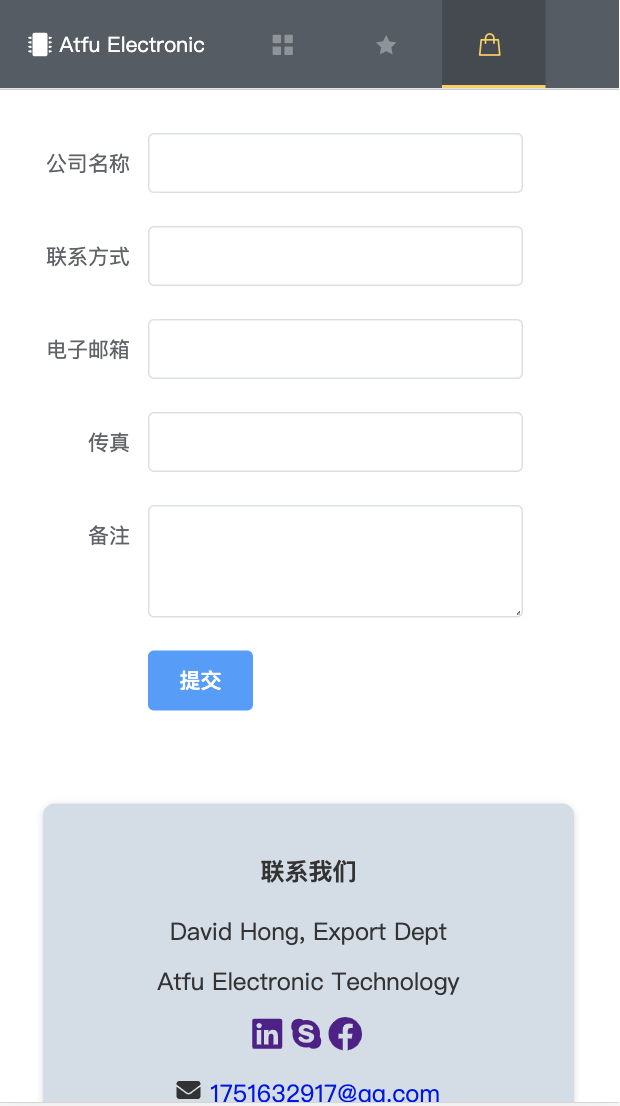 Atfu Electronic
公司名称
联系方式
电子邮箱
传真
备注
提交
联系我们
David Hong, Export Dept
Atfu Electronic Technology
1751632917@qq.com